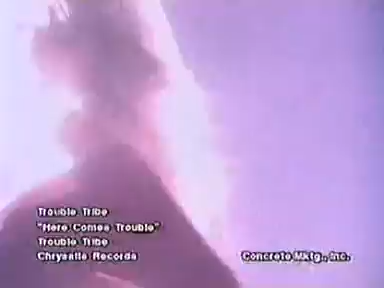 Trouble Tribe
"Here Comes Trouble"
Trouble Tribe
Chrysalis Records
Concrete Mktg., Inc.